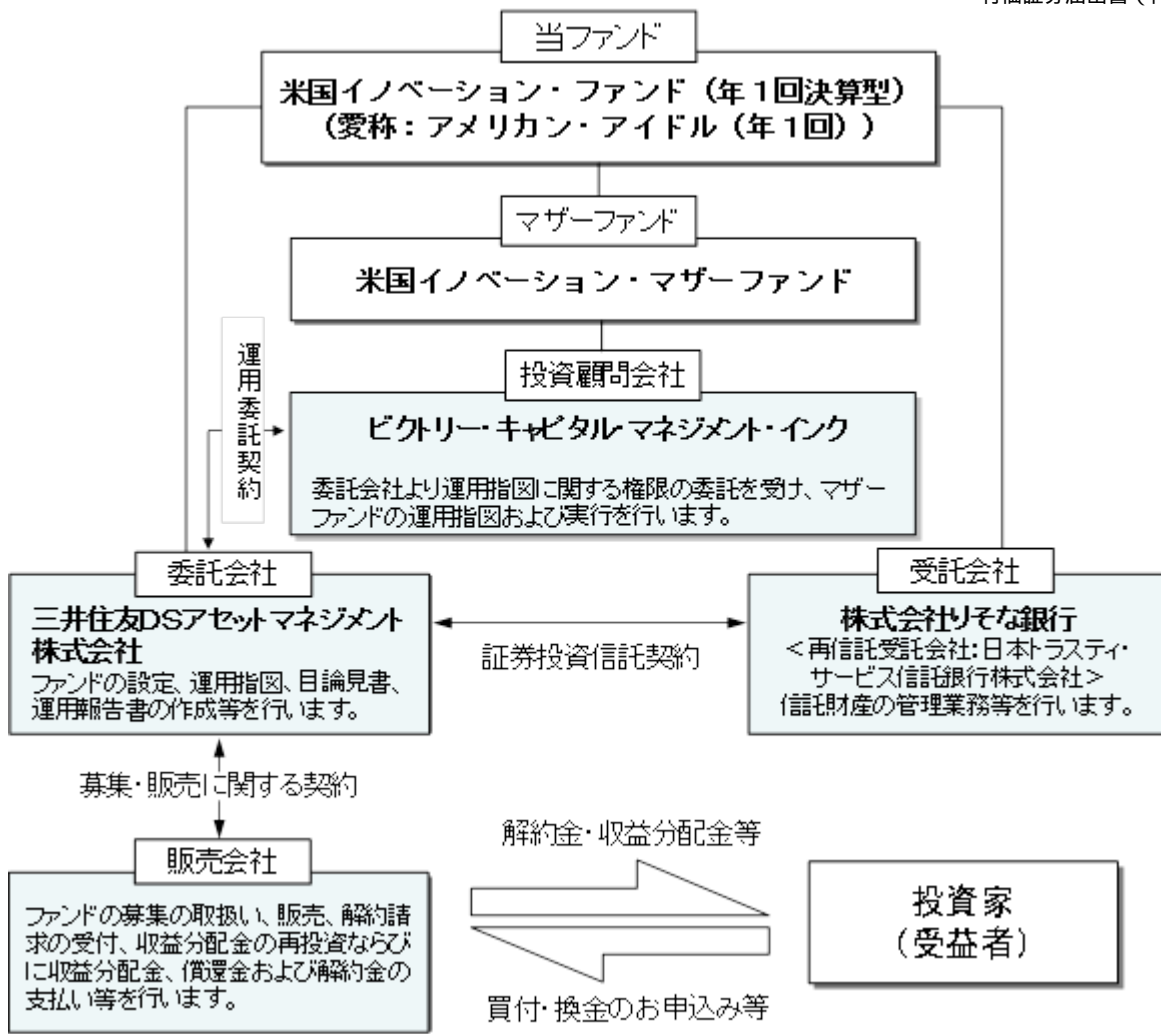 当ファンド
米国イノベーション・ファンド（年１回決算型）
（愛称：アメリカン・アイドル（年１回））
マザーファンド
米国イノベーション・マザーファンド
運用委託契約
投資顧問会社
ビクトリー・キャピタル・マネジメント・インク
委託会社より運用指図に関する権限の委託を受け、マザー
ファンドの運用指図および実行を行います。
委託会社
三井住友DSアセットマネジメント
株式会社
ファンドの設定、運用指図、目論見書、
運用報告書の作成等を行います。
証券投資信託契約
受託会社
株式会社りそな銀行
＜再信託受託会社：日本トラスティ・
サービス信託銀行株式会社＞
信託財産の管理業務等を行います。
募集・販売に関する契約
販売会社
ファンドの募集の取扱い、販売、解約請
求の受付、収益分配金の再投資ならび
に収益分配金、償還金および解約金の
支払い等を行います。
解約金・収益分配金等
買付・換金のお申込み等
投資家
（受益者）